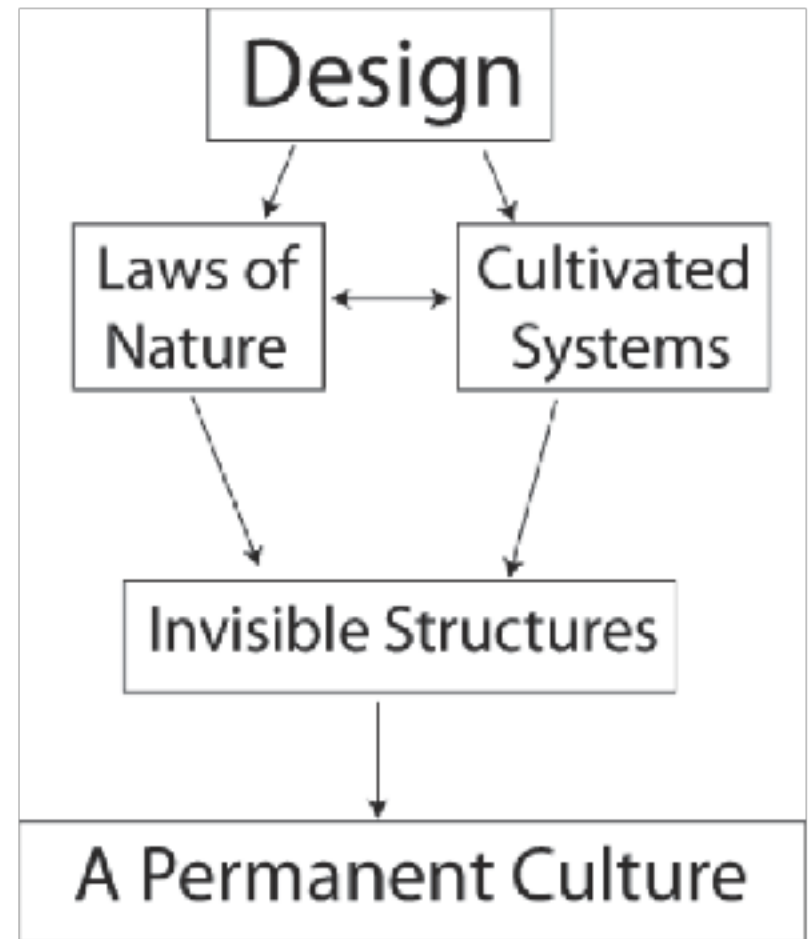 Design
Laws of
Nature
Cultivated
Systems
Invisible Structures
A Permanent Culture